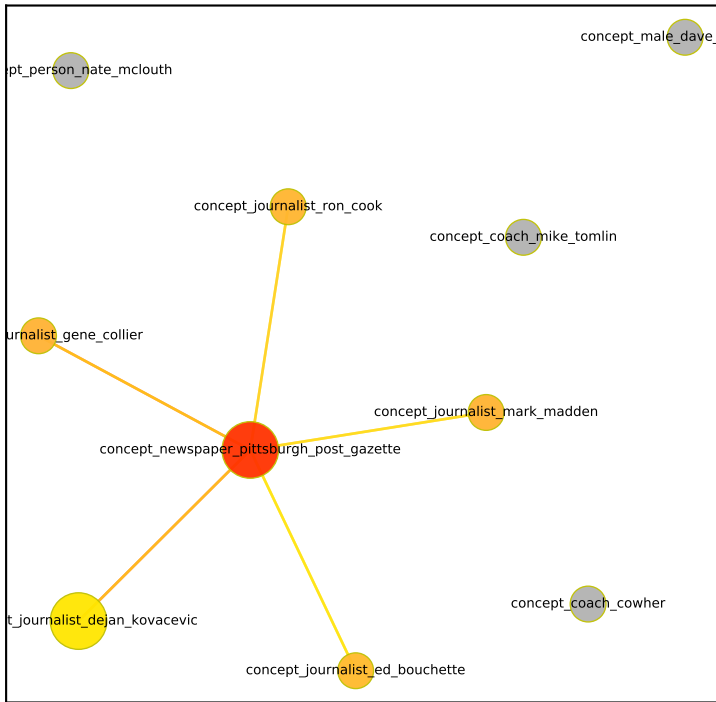 concept_male_dave_
ept_person_nate_mclouth
concept_journalist_ron_cook
concept_coach_mike_tomlin
urnalist_gene_collier
concept_journalist_mark_madden
concept_newspaper_pittsburgh_post_gazette
concept_coach_cowher
t_journalist_dejan_kovacevic
concept_journalist_ed_bouchette